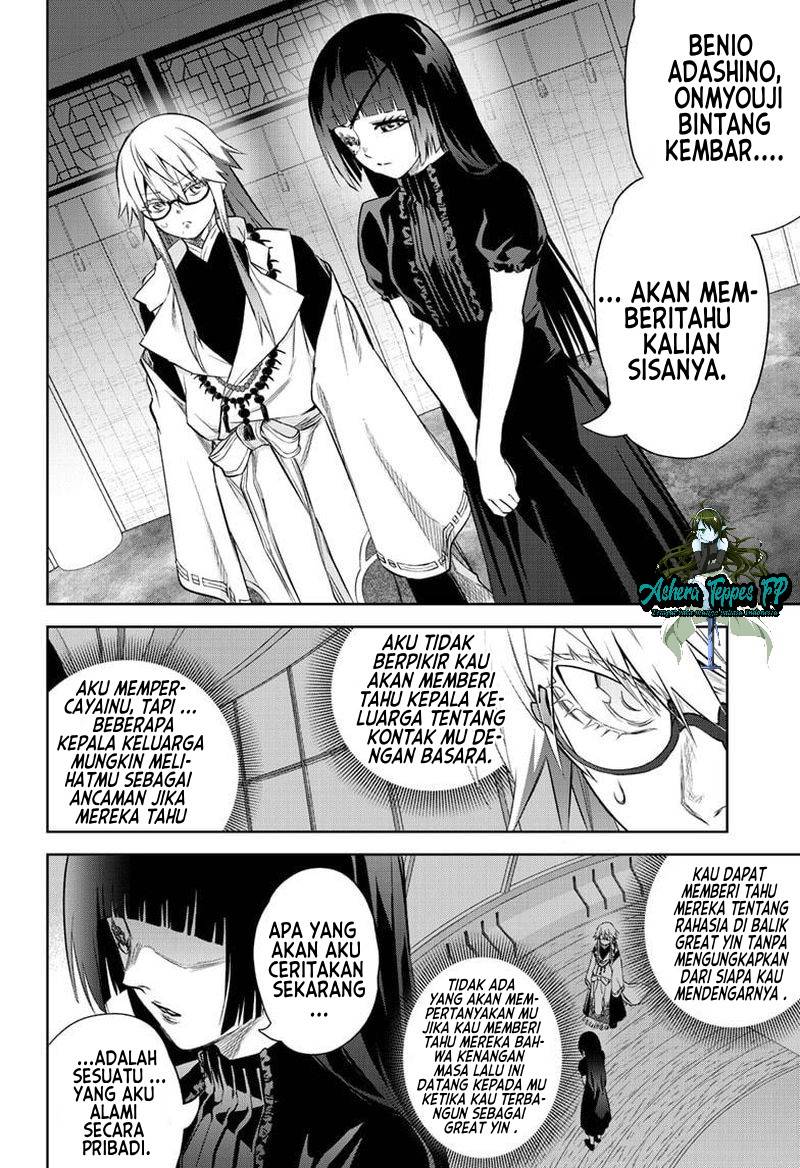 BENIO
ADASHINO,
ONMYOUJI
BINTANG
KEMBAR....
... AKAN MEM-
BERITAHU
KALIAN
SISANYA.
Ashera Teppes FP
AKU TIDAK
BERPIKIR KAU
AKAN MEMBERI
TAHU KEPALA KE-
LUARGA TENTANG
KONTAK MU DE-
NGAN BASARA.
AKU MEMPER-
CAYAINU, TAPI ...
BEBERAPA
KEPALA KELUARGA
MUNGKIN MELI-
HATMU SEBAGAI
ANCAMAN JIKA
MEREKA TAHU
KAU DAPAT
MEMBERI TAHU
MEREKA TENTANG
RAHASIA DI BALIK
GREAT YIN TANPA
MENGUNGKAPKAN
DARI SIAPA KAU
MENDENGARNYA .
TIDAK ADA
YANG AKAN MEM-
PERTANYAKAN MU
JIKA KAU MEMBERI
TAHU MEREKA BAH-
WA KENANGAN
MASA LALU INI
DATANG KEPADA MU
KETIKA KAU TERBA-
NGUN SEBAGAI
GREAT YIN .
APA YANG
AKAN AKU
CERITAKAN
SEKARANG
...
...ADALAH
SESUATU ...
YANG AKU
ALAMI
SECARA
PRIBADI.